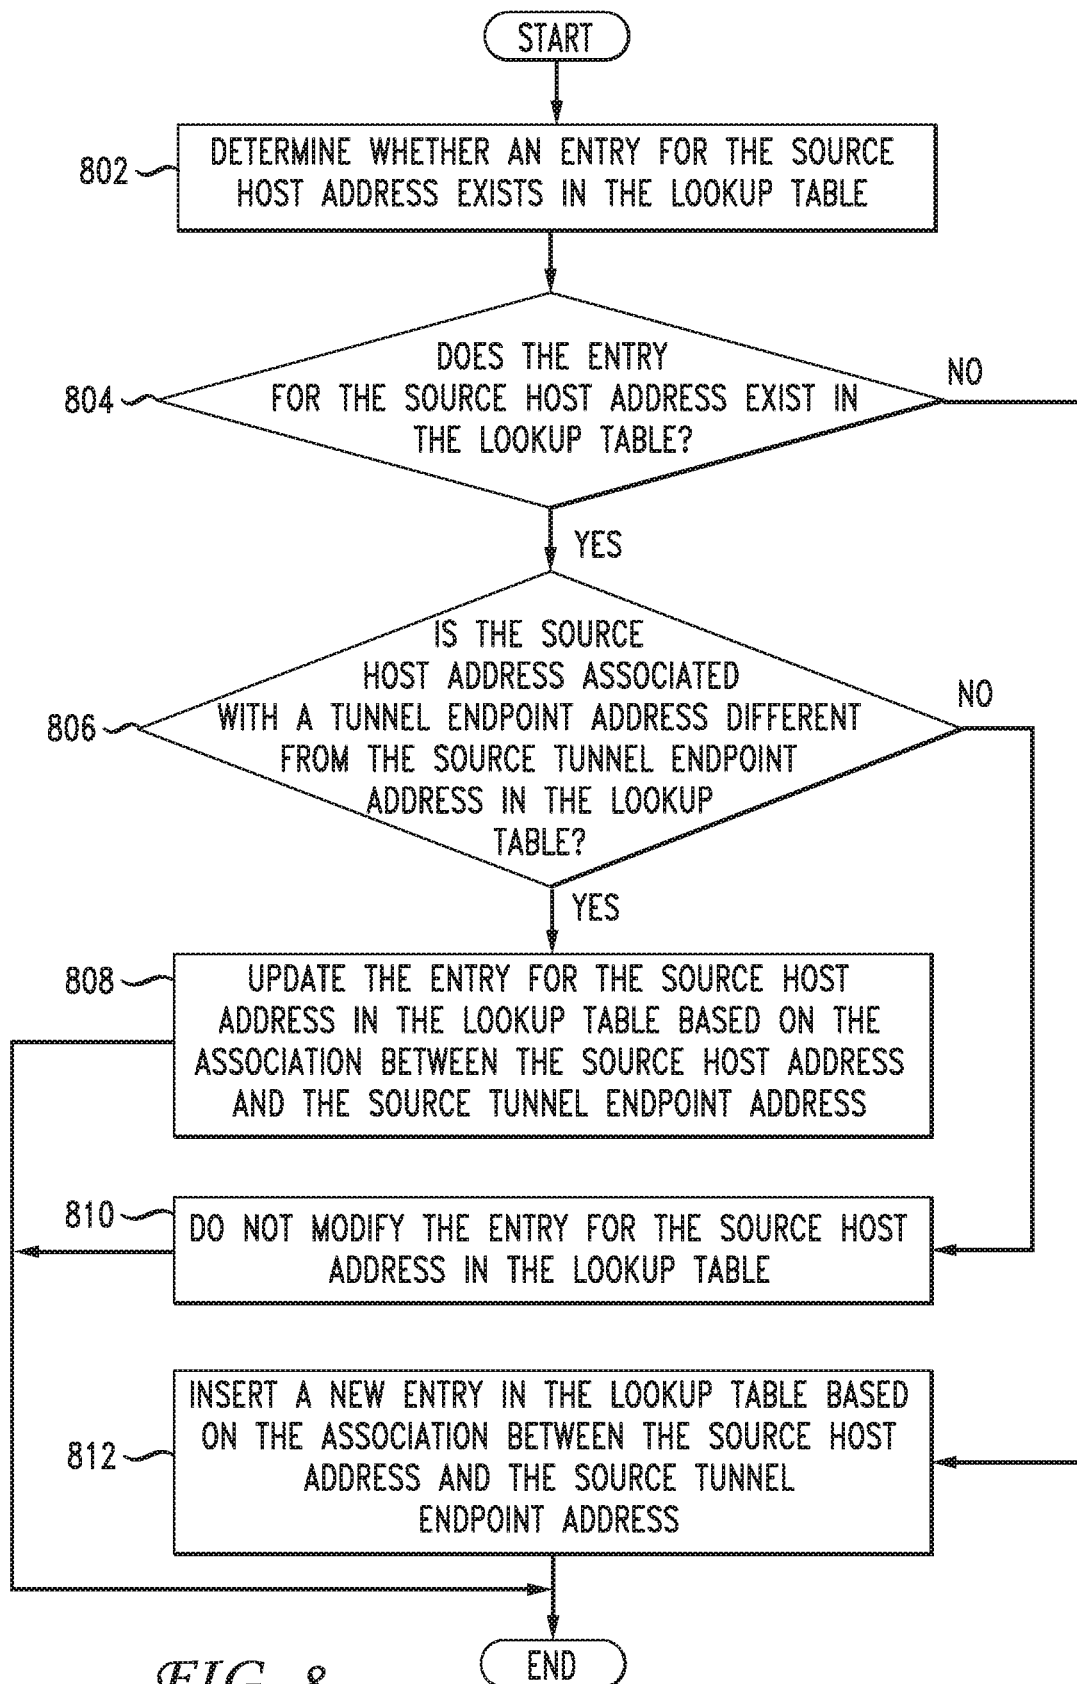 START
802
DETERMINE WHETHER AN ENTRY FOR THE SOURCE
HOST ADDRESS EXISTS IN THE LOOKUP TABLE
804
DOES THE ENTRY
FOR THE SOURCE HOST ADDRESS EXIST IN
THE LOOKUP TABLE?
NO
YES
806
IS THE SOURCE
HOST ADDRESS ASSOCIATED
WITH A TUNNEL ENDPOINT ADDRESS DIFFERENT
FROM THE SOURCE TUNNEL ENDPOINT
ADDRESS IN THE LOOKUP
TABLE?
NO
YES
808
UPDATE THE ENTRY FOR THE SOURCE HOST
ADDRESS IN THE LOOKUP TABLE BASED ON THE
ASSOCIATION BETWEEN THE SOURCE HOST ADDRESS
AND THE SOURCE TUNNEL ENDPOINT ADDRESS
810
DO NOT MODIFY THE ENTRY FOR THE SOURCE HOST
ADDRESS IN THE LOOKUP TABLE
812
INSERT A NEW ENTRY IN THE LOOKUP TABLE BASED
ON THE ASSOCIATION BETWEEN THE SOURCE HOST
ADDRESS AND THE SOURCE TUNNEL
ENDPOINT ADDRESS
END
FIG. 8